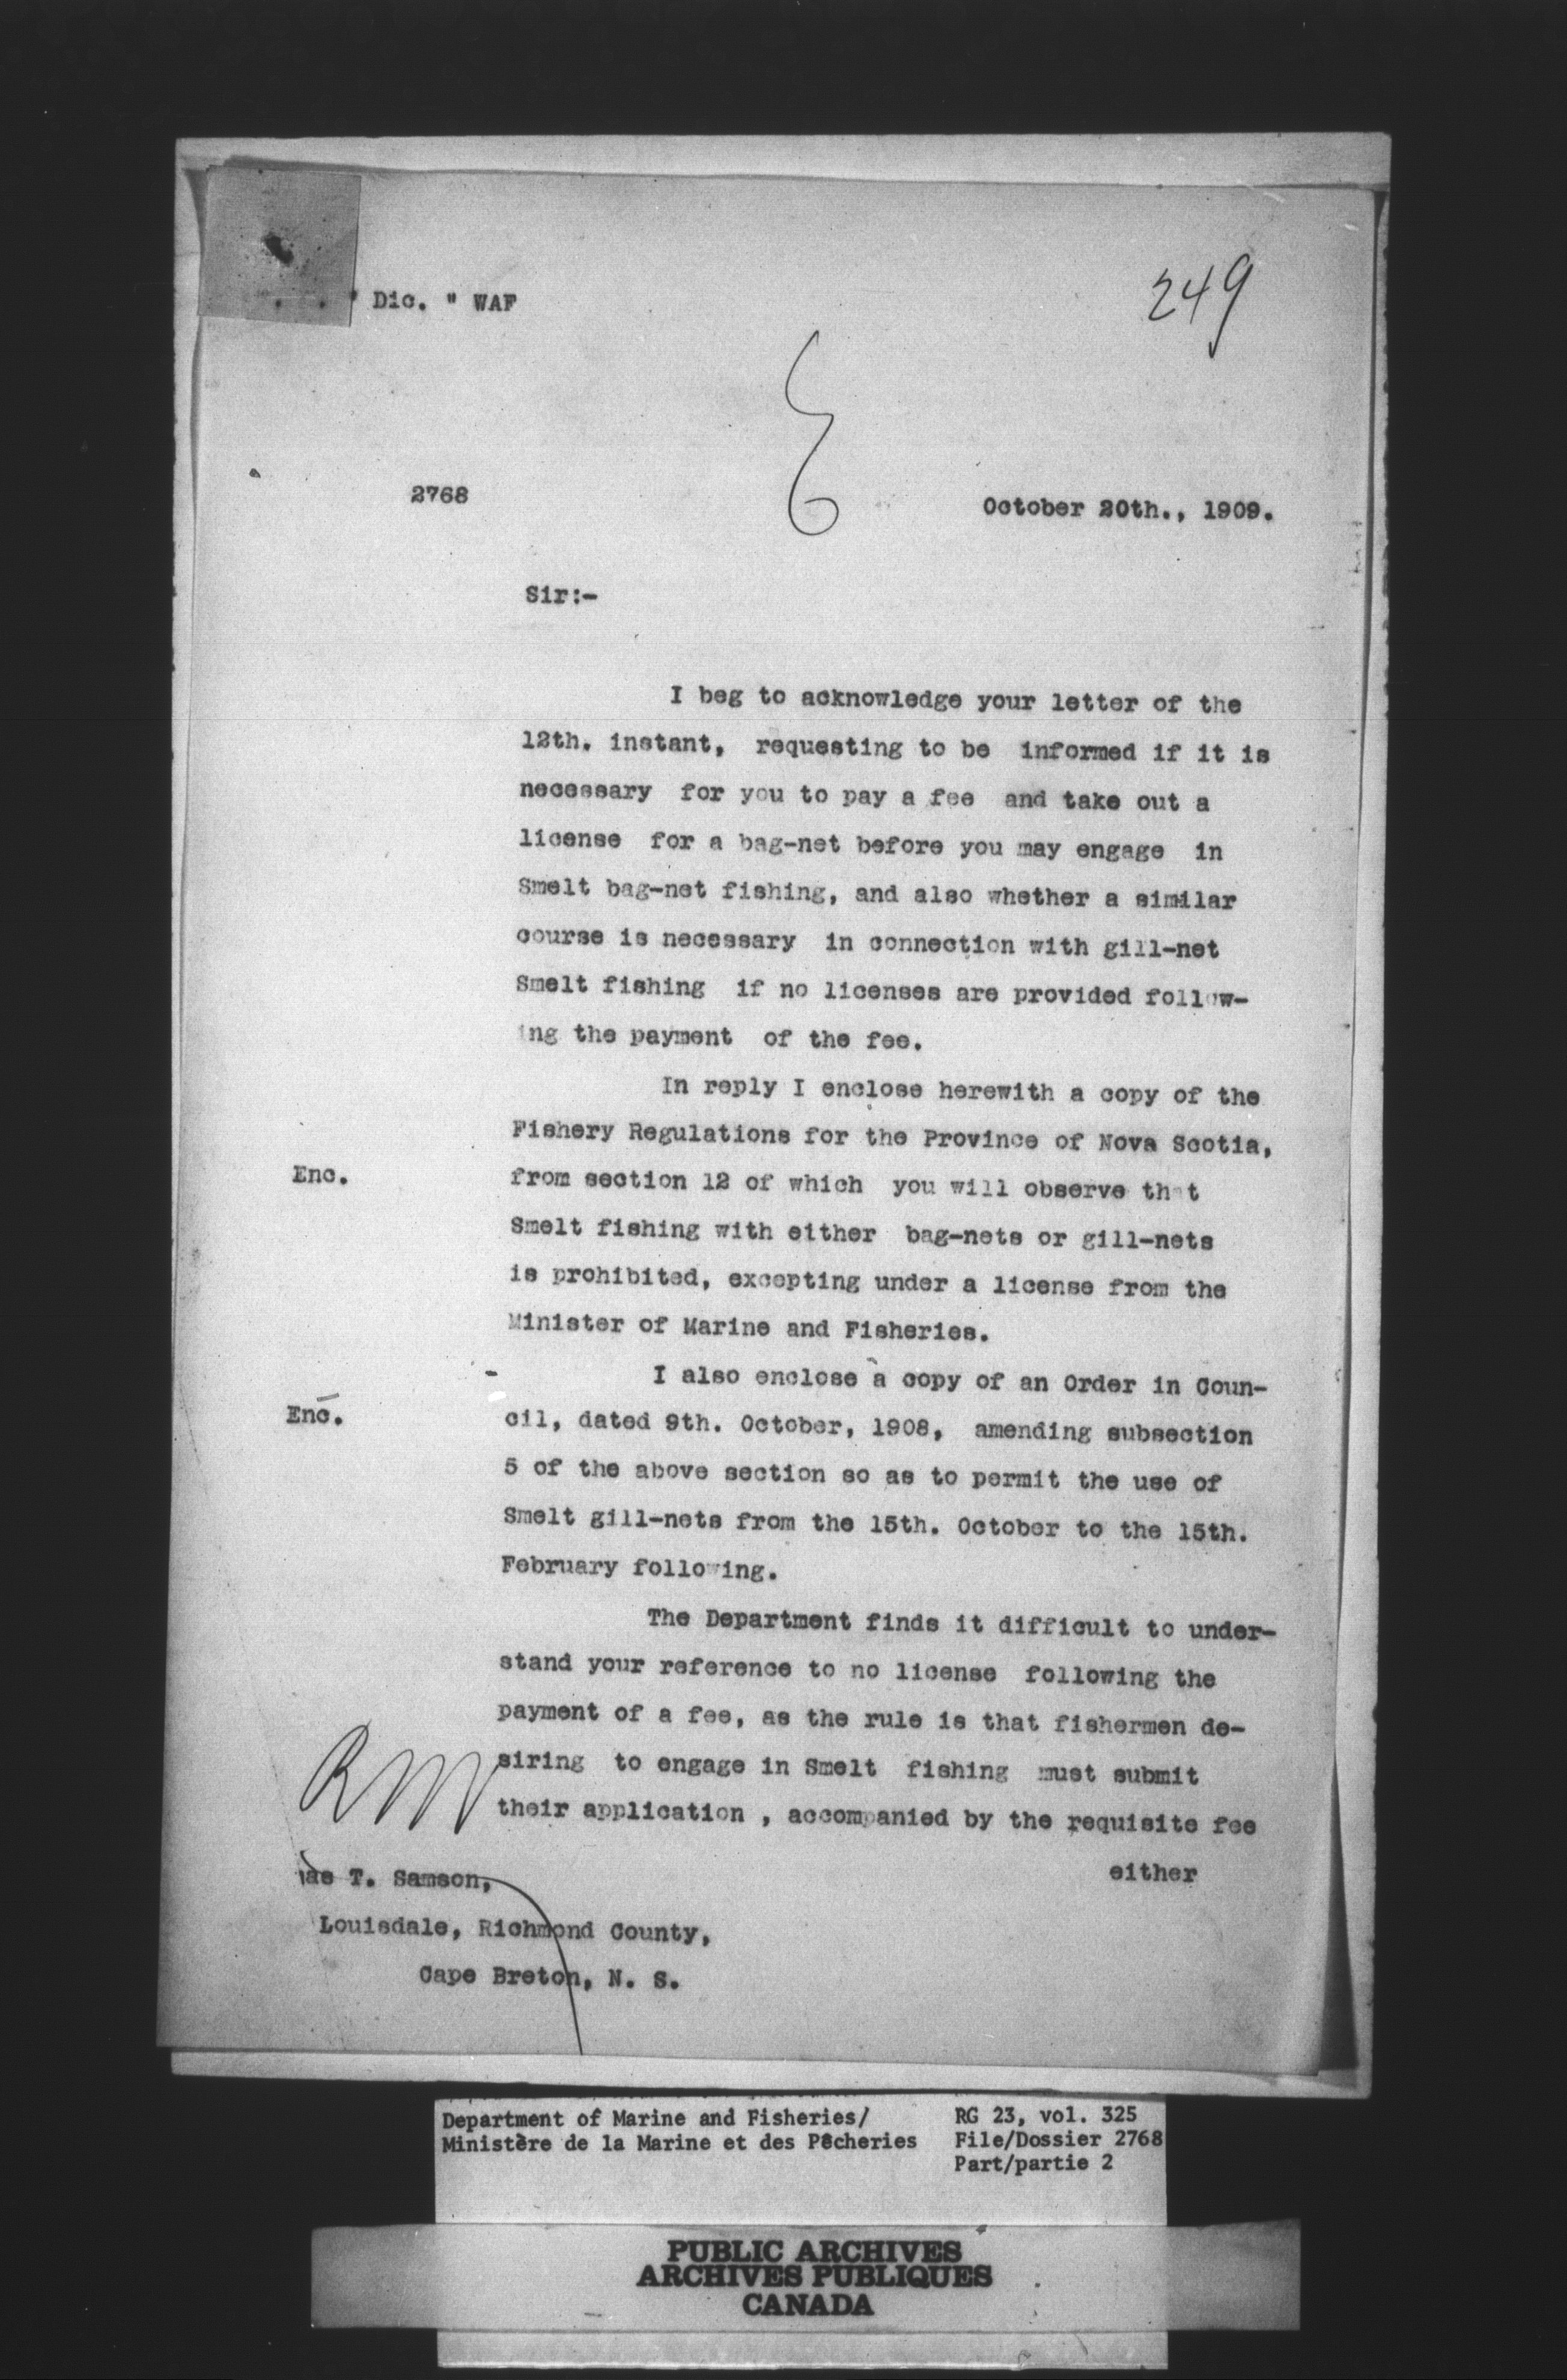 " Dic. " WAF
249
2768
October 20th., 1909.
Sir:-
I beg to acknowledge your letter of the
12th. instant, requesting to be informed if it is
necessary for you to pay a fee and take out a
license for a bag-net before you may engage in
Smelt bag-net fishing, and also whether a similar
course is necessary in connection with gill-net
Smelt fishing if no licenses are provided follow-
ing the payment of the fee.
In reply I enclose herewith a copy of the
Fishery Regulations for the Province of Nova Scotia,
Enc. from section 12 of which you will observe that
Smelt fishing with either bag-nets or gill-nets
is prohibited, excepting under a license from the
Minister of Marine and Fisheries.
I also enclose a copy of an Order in Coun-
Enc. cil, dated 9th. October, 1908, amending subsection
5 of the above section so as to permit the use of
Smelt gill-nets from the 15th. October to the 15th.
February following.
The Department finds it difficult to under-
stand your reference to no license following the
payment of a fee, as the rule is that fishermen de-
siring to engage in Smelt fishing must submit
their application , accompanied by the requisite fee
either
T. Samson,
Louisdale, Richmond County,
Cape Breton, N. S.
Department of Marine and Fisheries/
Ministère de la Marine et des Pêcheries
RG 23, vol. 325
File/Dossier 2768
Part/partie 2
PUBLIC ARCHIVES
ARCHIVES PUBLIQUES
CANADA